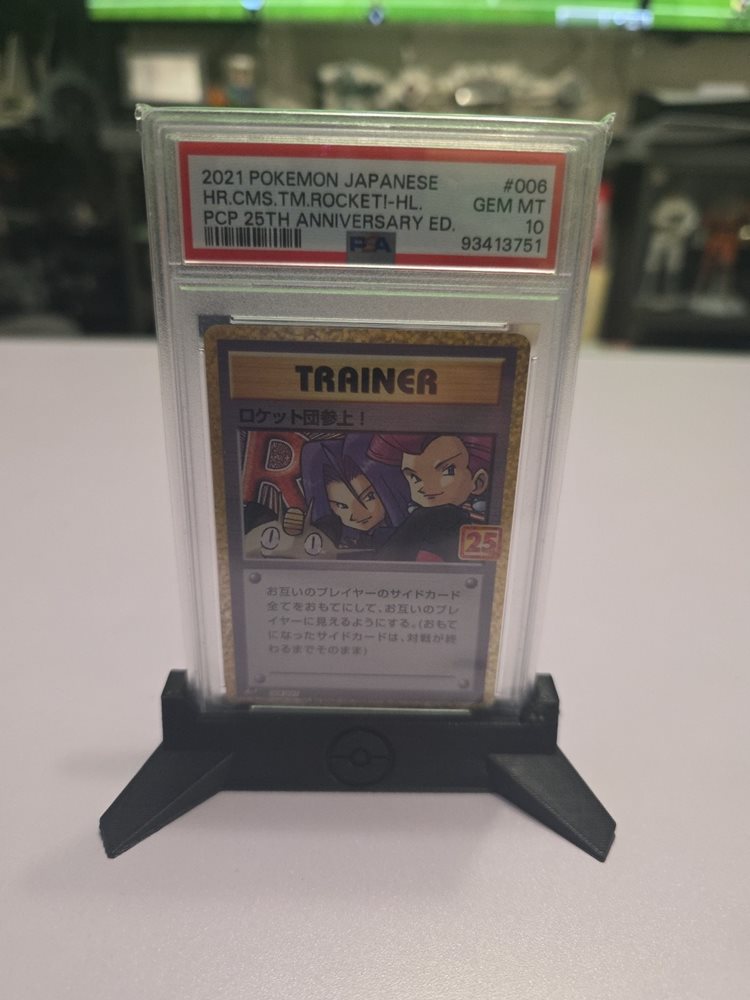 2021 POKEMON JAPANESE #006
HR.CMS.TM.ROCKET!-HL. GEM MT
PCP 25TH ANNIVERSARY ED. 10
PSA 93413751
TRAINER
ロケット団参上！
R
25
お互いのプレイヤーのサイドカード
全てをおもてにして、お互いのプレ
イヤーに見えるようにする。(おもて
になったサイドカードは、対戦が終
わるまでそのまま)